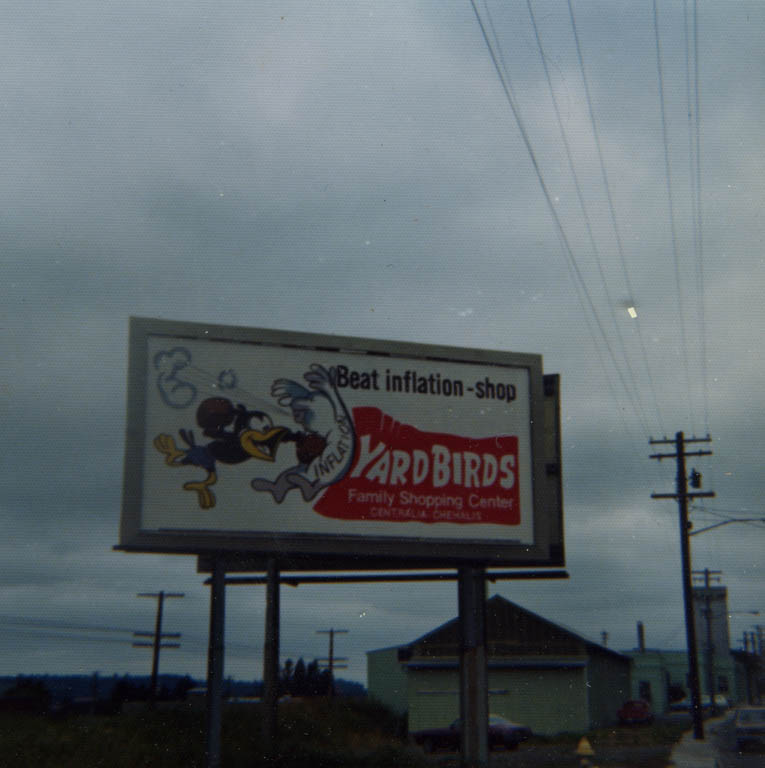 Beat inflation-shop
INFLATION
YARDBIRDS
Family Shopping Center
CENTRALIA CHEHALIS